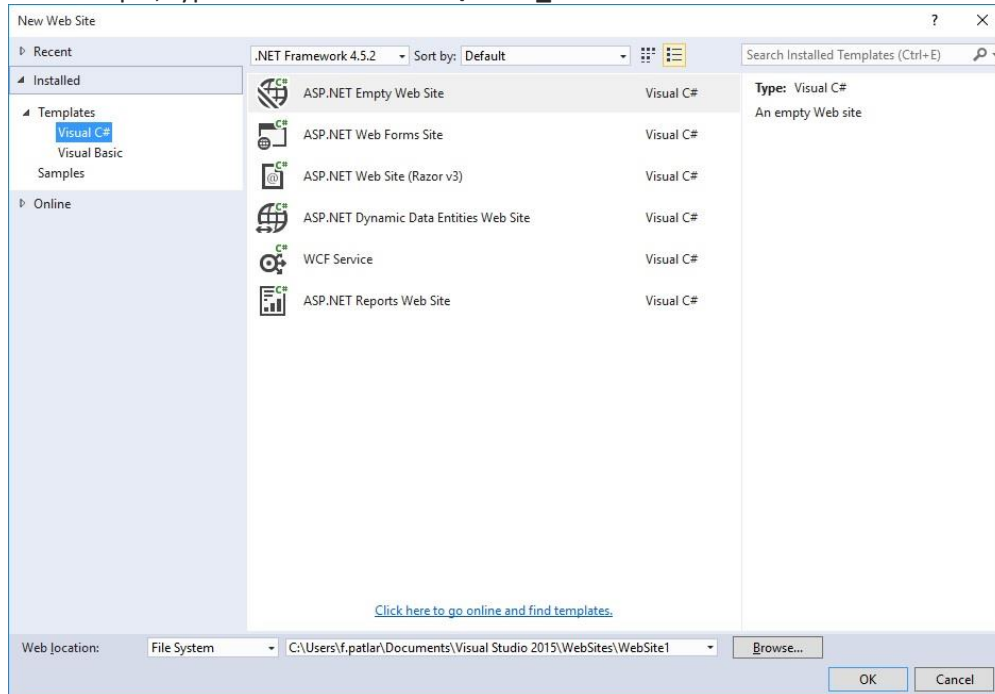 New Web Site ? ×
Recent
.NET Framework 4.5.2 Sort by: Default
Search Installed Templates (Ctrl+E)
Installed
Templates
Visual C#
Visual Basic
Samples
Online
ASP.NET Empty Web Site Visual C#
ASP.NET Web Forms Site Visual C#
ASP.NET Web Site (Razor v3) Visual C#
ASP.NET Dynamic Data Entities Web Site Visual C#
WCF Service Visual C#
ASP.NET Reports Web Site Visual C#
Type: Visual C#
An empty Web site
Click here to go online and find templates.
Web location: File System C:\Users\f.patlar\Documents\Visual Studio 2015\WebSites\WebSite1 Browse...
OK Cancel